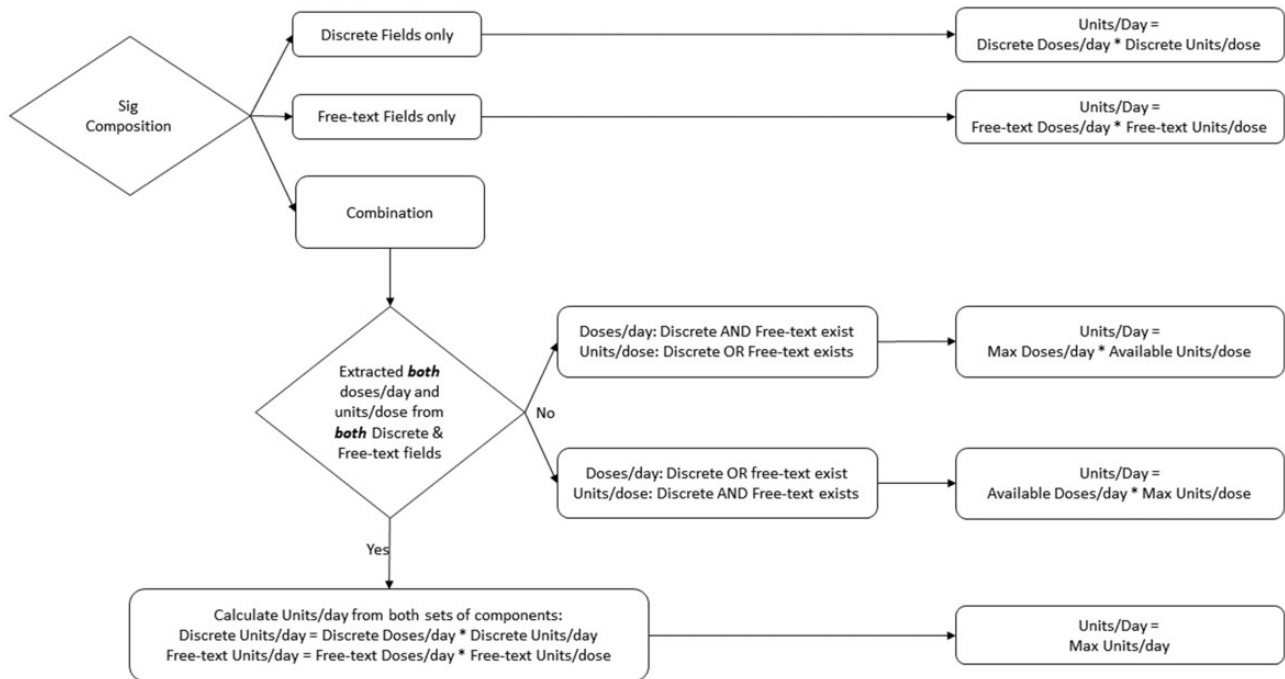 Discrete Fields only
Units/Day =
Discrete Doses/day * Discrete Units/dose
Sig
Composition
Free-text Fields only
Units/Day =
Free-text Doses/day * Free-text Units/dose
Combination
Extracted both
doses/day and
units/dose from
both Discrete &
Free-text fields
No
Doses/day: Discrete AND Free-text exist
Units/dose: Discrete OR Free-text exists
Units/Day =
Max Doses/day * Available Units/dose
Doses/day: Discrete OR free-text exist
Units/dose: Discrete AND Free-text exists
Units/Day =
Available Doses/day * Max Units/dose
Yes
Calculate Units/day from both sets of components:
Discrete Units/day = Discrete Doses/day * Discrete Units/day
Free-text Units/day = Free-text Doses/day * Free-text Units/dose
Units/Day =
Max Units/day